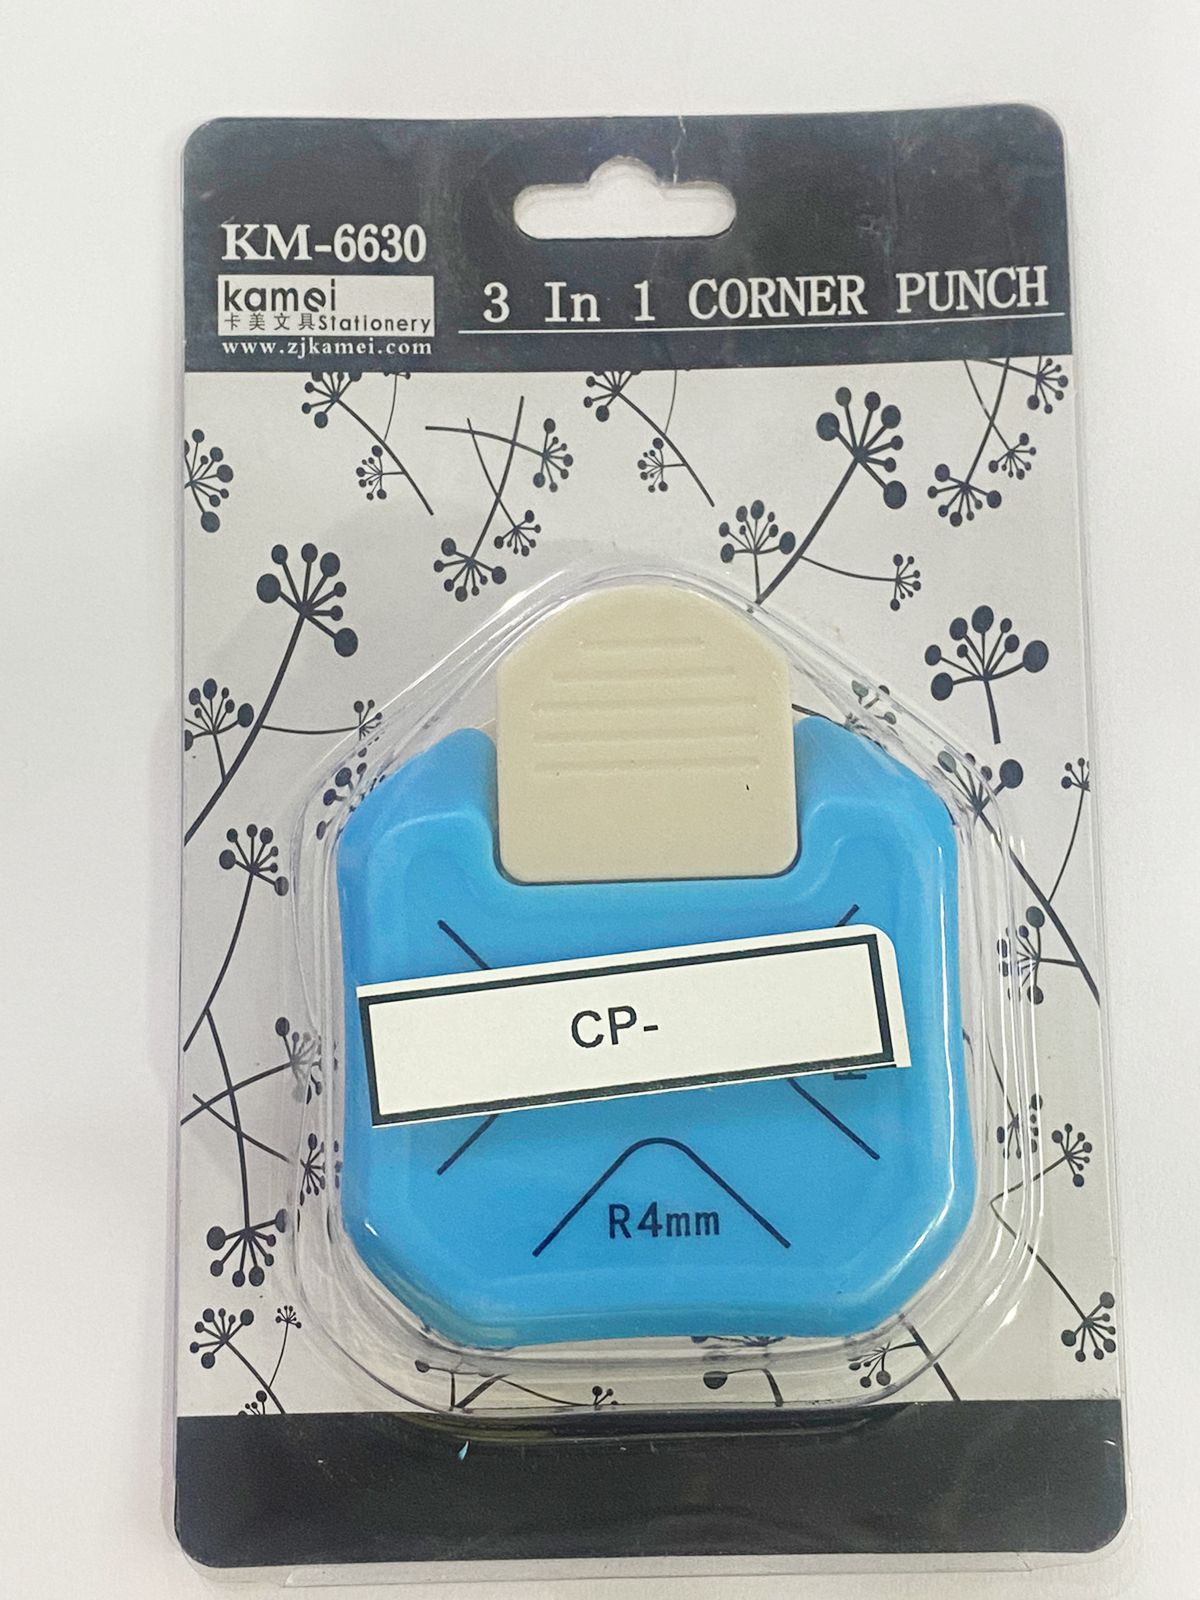 KM-6630
kamei
卡美文具Stationery
www.zjkamei.com
3 In 1 CORNER PUNCH
CP-
R4mm